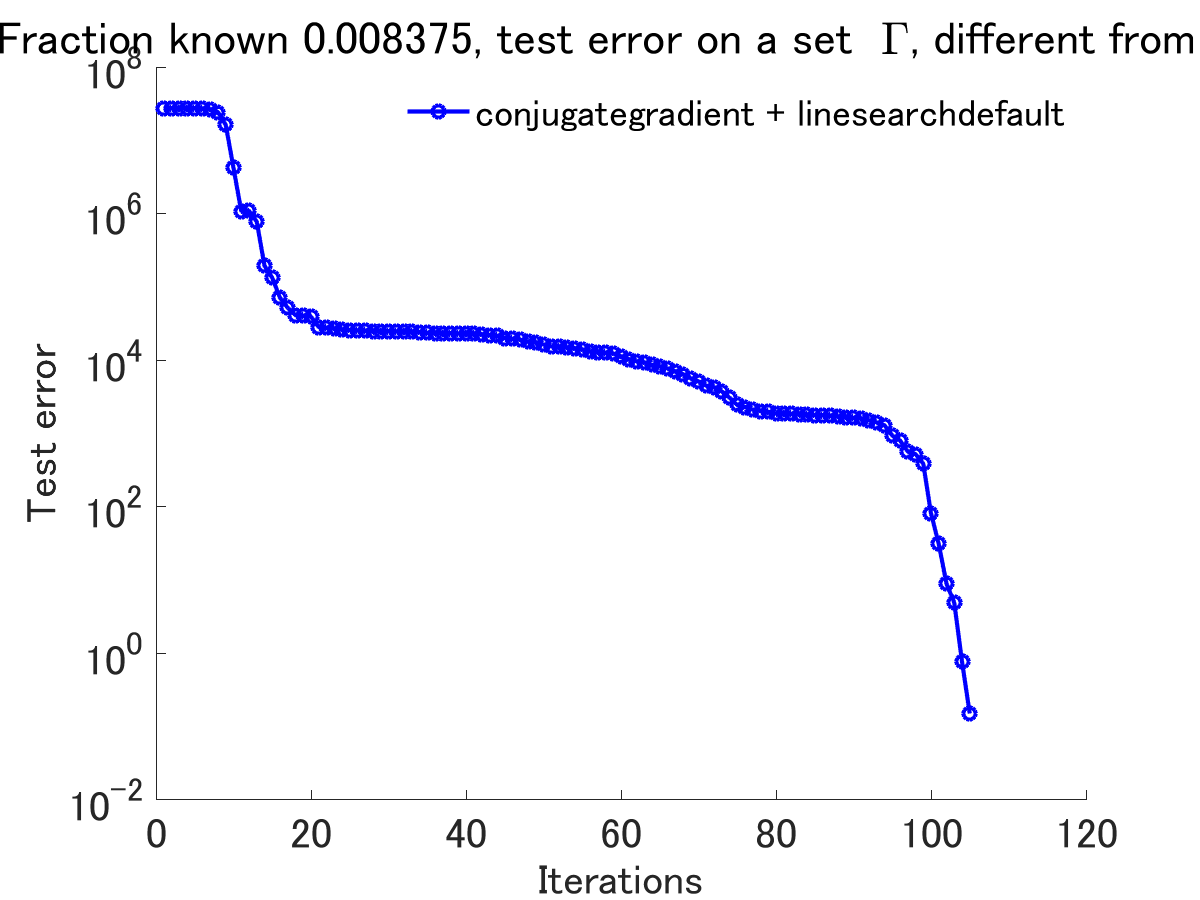 Fraction known 0.008375, test error on a set Γ, different from
10^8
conjugategradient + linesearchdefault
10^6
10^4
10^2
10^0
10^-2
Test error
0 20 40 60 80 100 120
Iterations